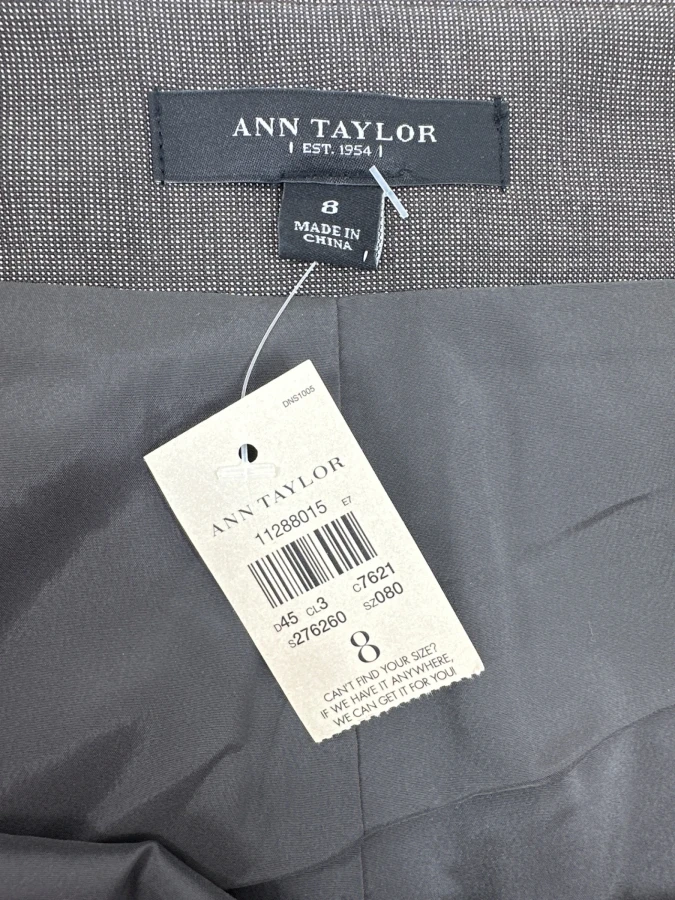 ANN TAYLOR
EST. 1954
8
MADE IN
CHINA
DNS1005
ANN TAYLOR
11288015 E7
D45 CL3 C7621
S276260 SZ080
8
CAN'T FIND YOUR SIZE?
IF WE HAVE IT ANYWHERE,
WE CAN GET IT FOR YOU!